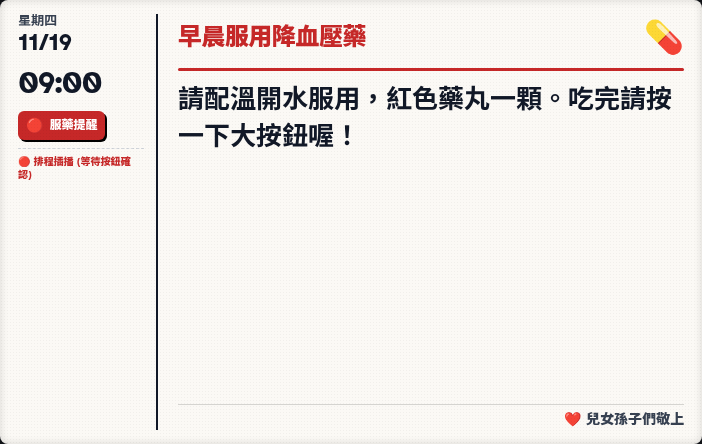 星期四
11/19
09:00
🔴 服藥提醒
🔴 排程插播 (等待按鈕確
認)
早晨服用降血壓藥 💊
請配溫開水服用，紅色藥丸一顆。吃完請按
一下大按鈕喔！
❤️ 兒女孫子們敬上